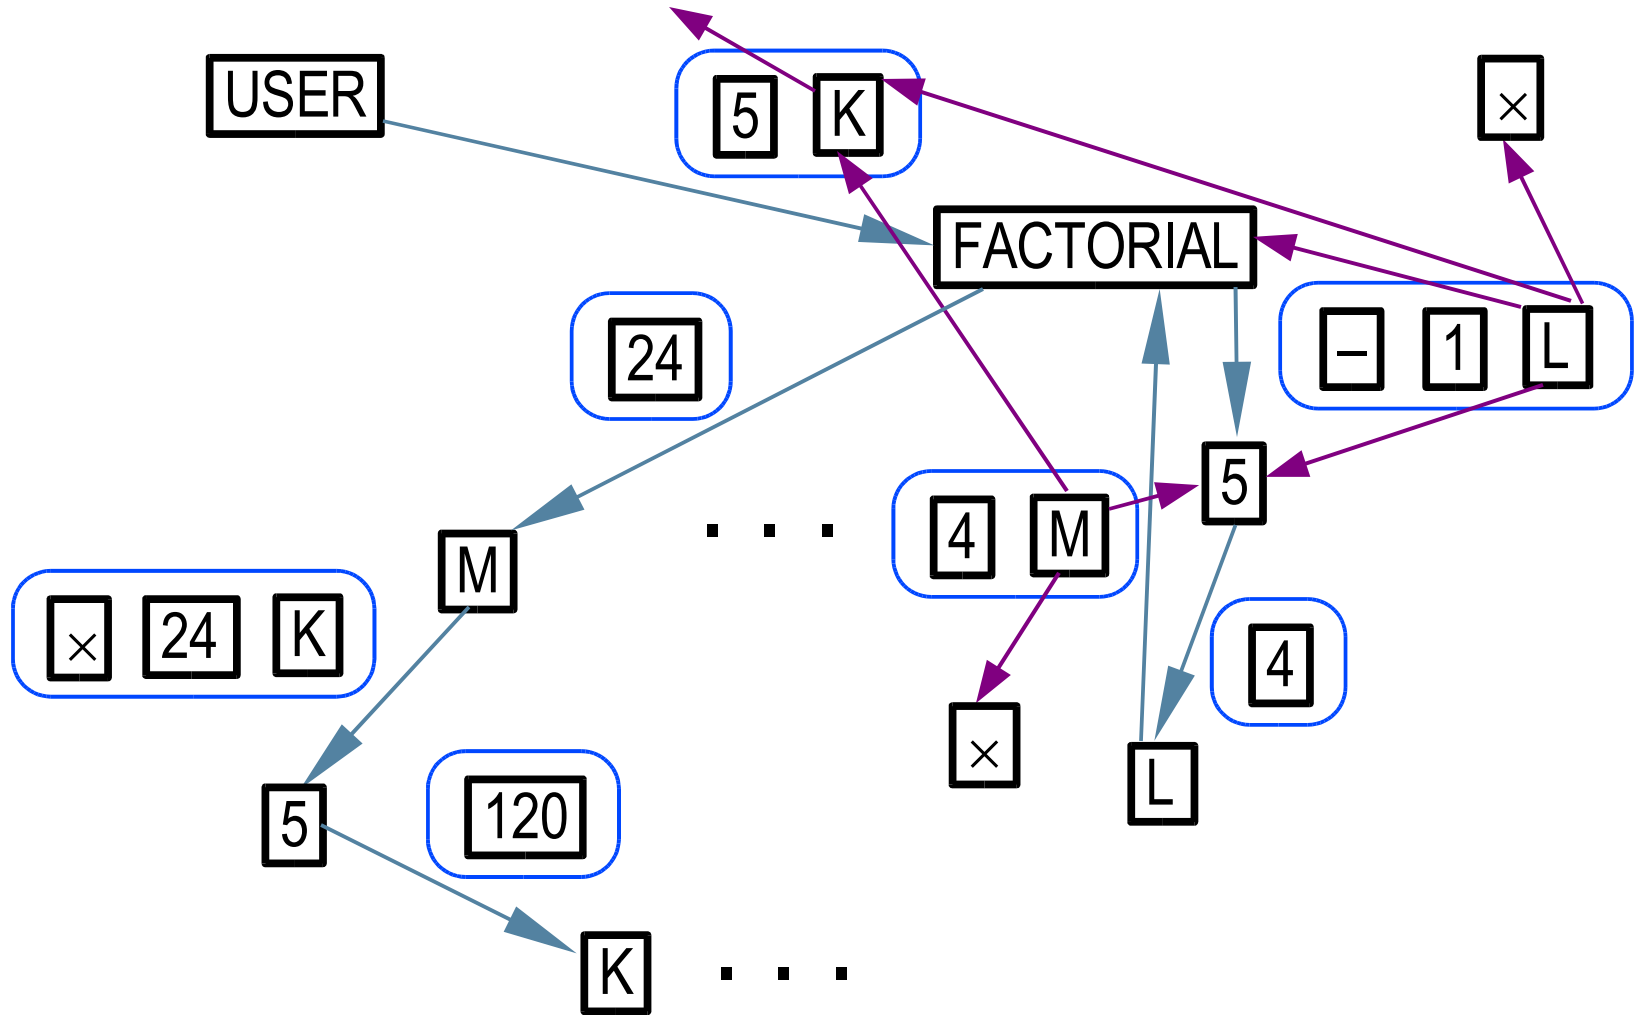 USER
5 K
×
FACTORIAL
24
– 1 L
5
M
. . .
4 M
× 24 K
4
×
L
5
120
K
. . .